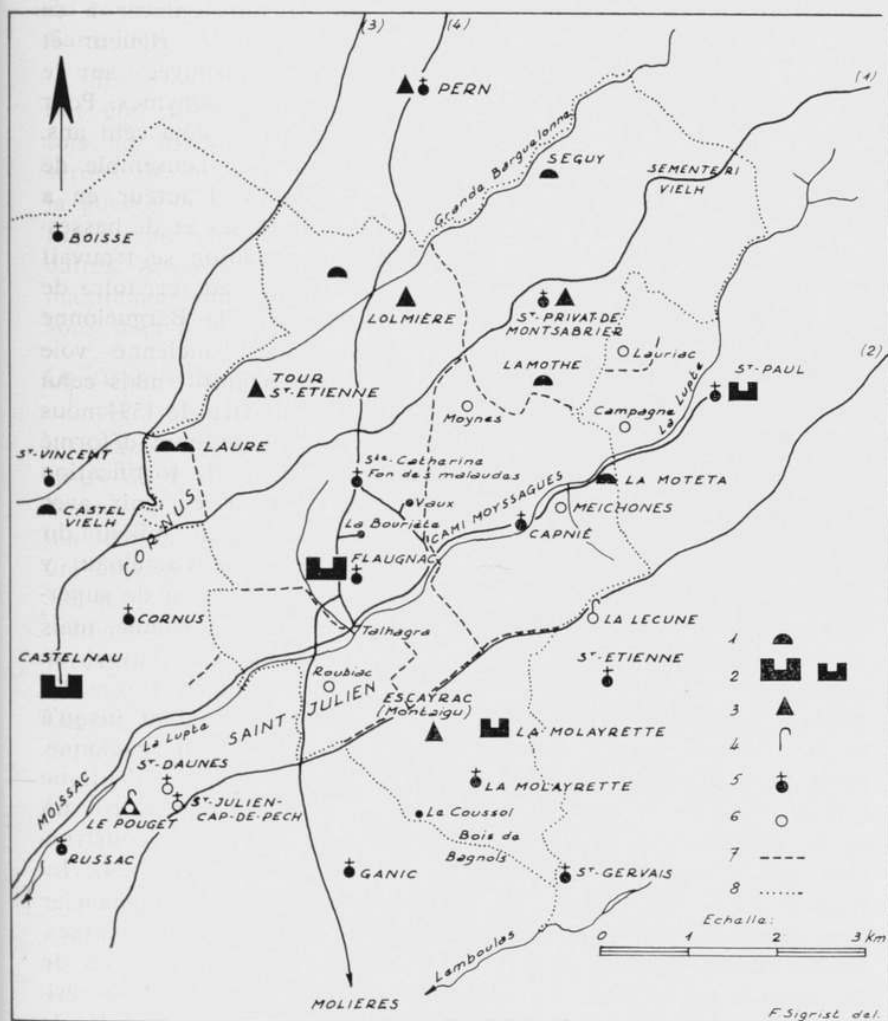 (3)
(4)
(1)
PERN
Grande Barguelonne
SEGUY
SEMENTERI
VIELH
BOISSE
LOLMIÈRE
ST-PRIVAT-DE
MONTSABRIER
Lauriac
(2)
TOUR
ST-ETIENNE
LAMOTHE
ST-PAUL
Moynes
Campagne
La Lupte
ST-VINCENT
LAURE
Ste-Catherine
Fon des malaudes
LA MOTETA
CASTEL
VIELH
Vaux
CAMI MOYSSAGUES
MEICHONES
La Bourjate
CAPNIÉ
CORNUS
FLAUGNAC
CORNUS
Talhagra
LA LECUNE
CASTELNAU
Roubiac
ST-ETIENNE
1
SAINT-JULIEN
ESCAYRAC
(Montaigu)
2
La Lupte
LA MOLAYRETTE
3
MOISSAC
ST-DAUNES
4
LA MOLAYRETTE
5
LE POUGET
ST-JULIEN-
CAP-DE-PECH
Le Coussol
6
RUSSAC
Bois de
Bagnols
7
GANIC
ST-GERVAIS
8
Echalle:
0 1 2 3 km
Lamboulas
MOLIERES
F. Sigrist del.